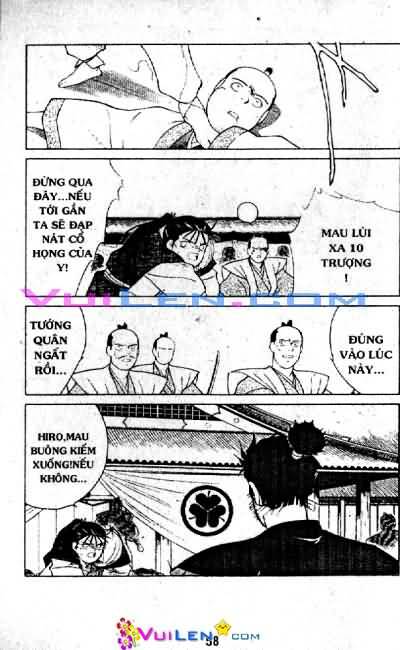 ĐỨNG QUA
ĐÂY...NẾU
TỚI GẦN
TA SẼ ĐẠP
NÁT CỔ
HỌNG CỦA
Y!
MAU LÙI
XA 10
TRƯỢNG
!
VUILEN.COM
TƯỚNG
QUÂN
NGẤT
RỒI...
ĐÚNG
VÀO LÚC
NÀY...
HIRO,MAU
BUÔNG KIẾM
XUỐNG!NẾU
KHÔNG...
VUILEN.COM
38